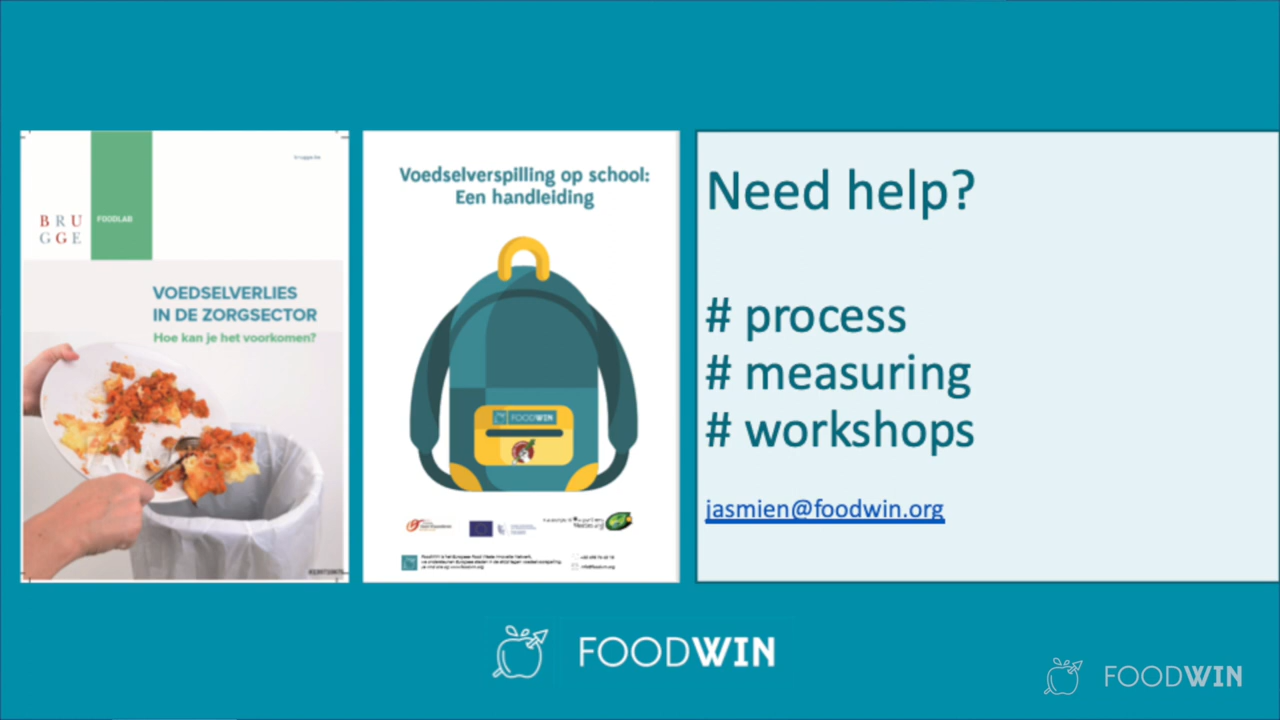 BRU
GGE
FOODLAB
VOEDSELVERLIES
IN DE ZORGSECTOR
Hoe kan je het voorkomen?
Voedselverspilling op school:
Een handleiding
FOODWIN
Need help?
# process
# measuring
# workshops
jasmien@foodwin.org
FOODWIN
FOODWIN